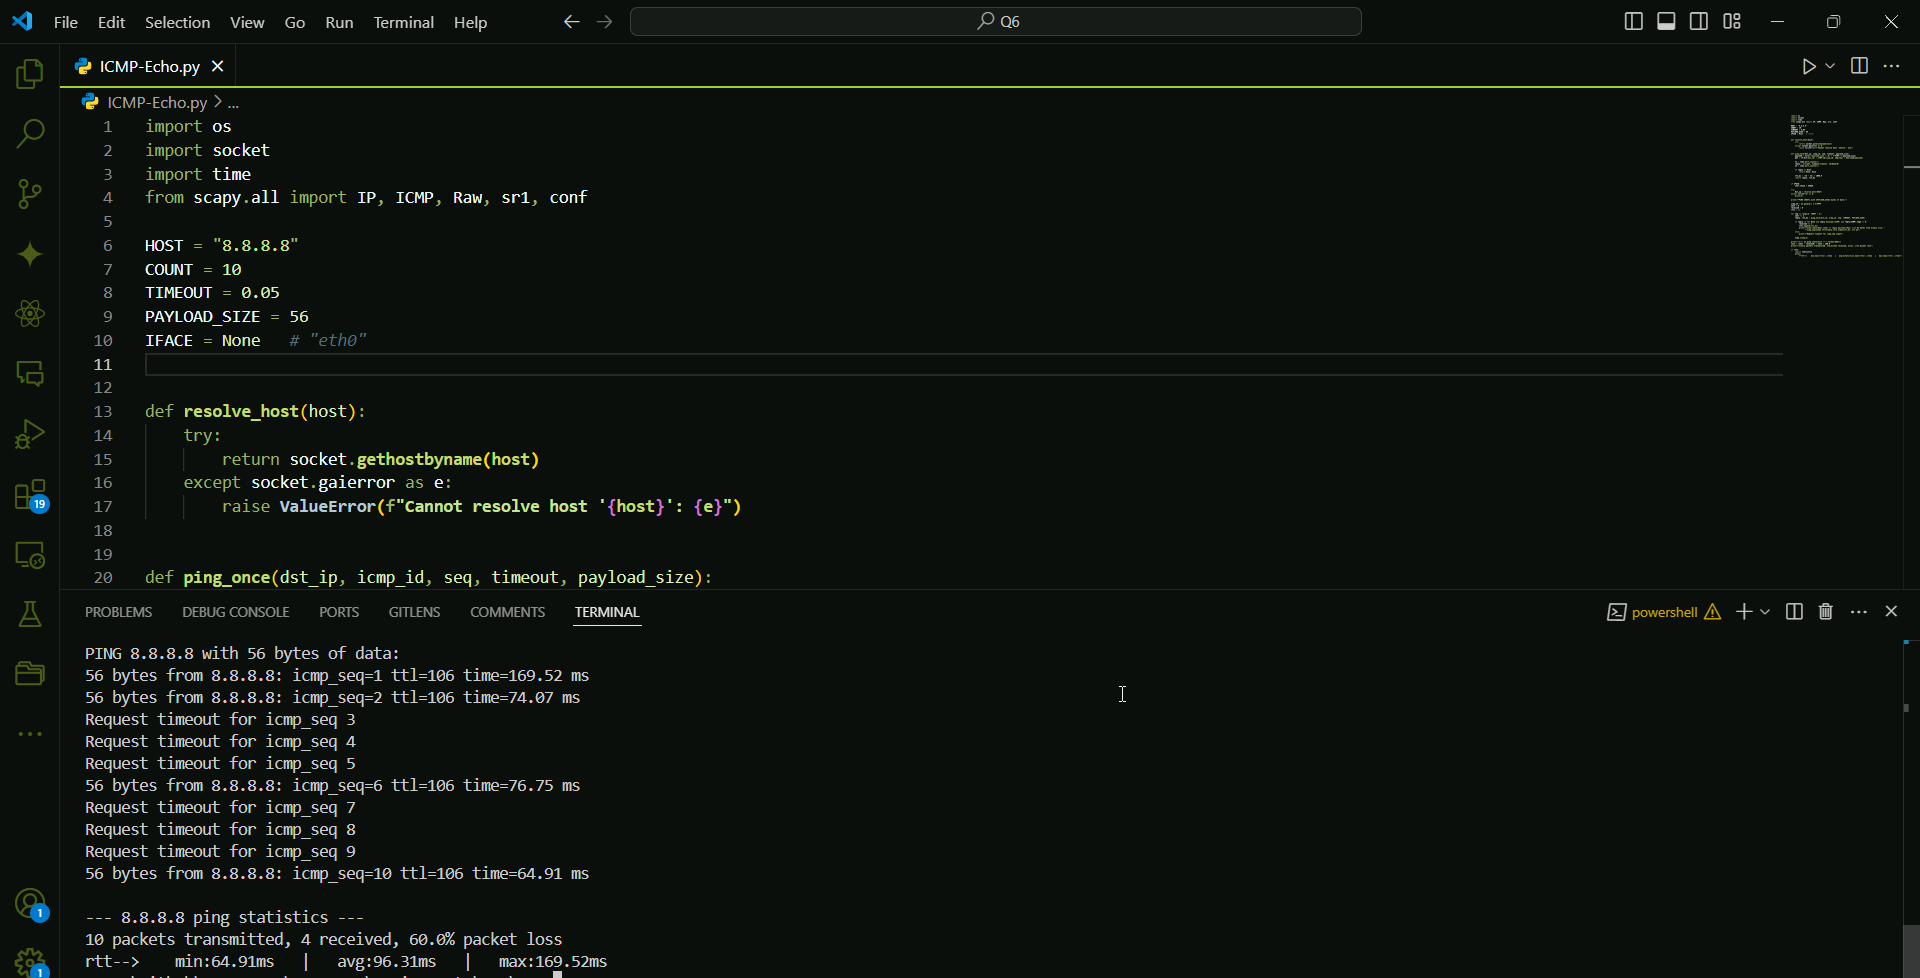 File Edit Selection View Go Run Terminal Help Q6
ICMP-Echo.py
ICMP-Echo.py > ...
1 import os
2 import socket
3 import time
4 from scapy.all import IP, ICMP, Raw, sr1, conf
5
6 HOST = "8.8.8.8"
7 COUNT = 10
8 TIMEOUT = 0.05
9 PAYLOAD_SIZE = 56
10 IFACE = None # "eth0"
11
12
13 def resolve_host(host):
14 try:
15 return socket.gethostbyname(host)
16 except socket.gaierror as e:
17 raise ValueError(f"Cannot resolve host '{host}': {e}")
18
19
20 def ping_once(dst_ip, icmp_id, seq, timeout, payload_size):
19
1
1
PROBLEMS DEBUG CONSOLE PORTS GITLENS COMMENTS TERMINAL powershell
PING 8.8.8.8 with 56 bytes of data:
56 bytes from 8.8.8.8: icmp_seq=1 ttl=106 time=169.52 ms
56 bytes from 8.8.8.8: icmp_seq=2 ttl=106 time=74.07 ms
Request timeout for icmp_seq 3
Request timeout for icmp_seq 4
Request timeout for icmp_seq 5
56 bytes from 8.8.8.8: icmp_seq=6 ttl=106 time=76.75 ms
Request timeout for icmp_seq 7
Request timeout for icmp_seq 8
Request timeout for icmp_seq 9
56 bytes from 8.8.8.8: icmp_seq=10 ttl=106 time=64.91 ms
--- 8.8.8.8 ping statistics ---
10 packets transmitted, 4 received, 60.0% packet loss
rtt--> min:64.91ms | avg:96.31ms | max:169.52ms